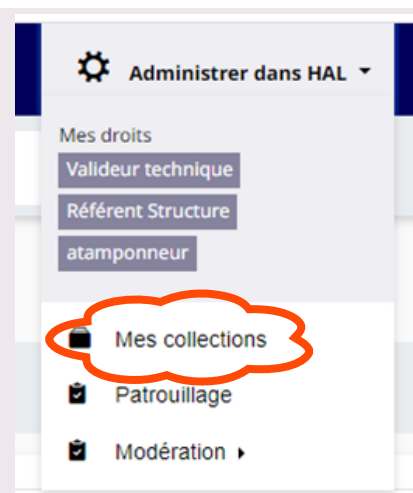 Administrer dans HAL
Mes droits
Valideur technique
Référent Structure
atamponneur
Mes collections
Patrouillage
Modération